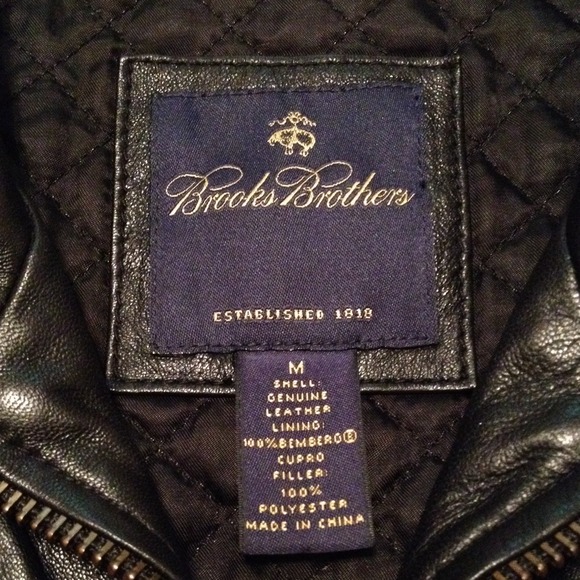 Brooks Brothers
ESTABLISHED 1818
M
SHELL:
GENUINE
LEATHER
LINING:
100%BEMBERG®
CUPRO
FILLER:
100%
POLYESTER
MADE IN CHINA